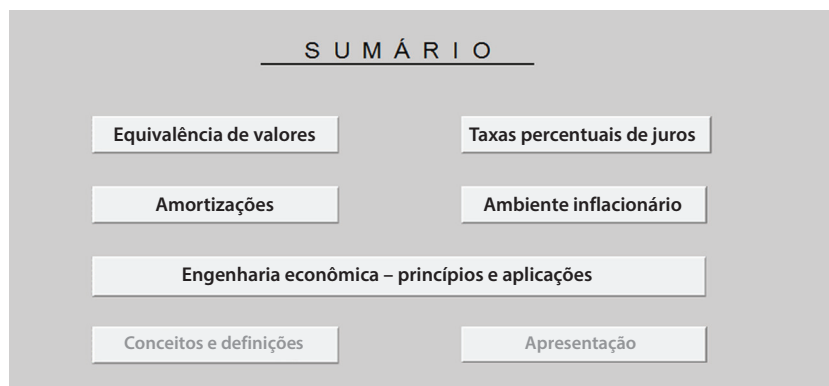 SUMÁRIO
Equivalência de valores
Taxas percentuais de juros
Amortizações
Ambiente inflacionário
Engenharia econômica – princípios e aplicações
Conceitos e definições
Apresentação